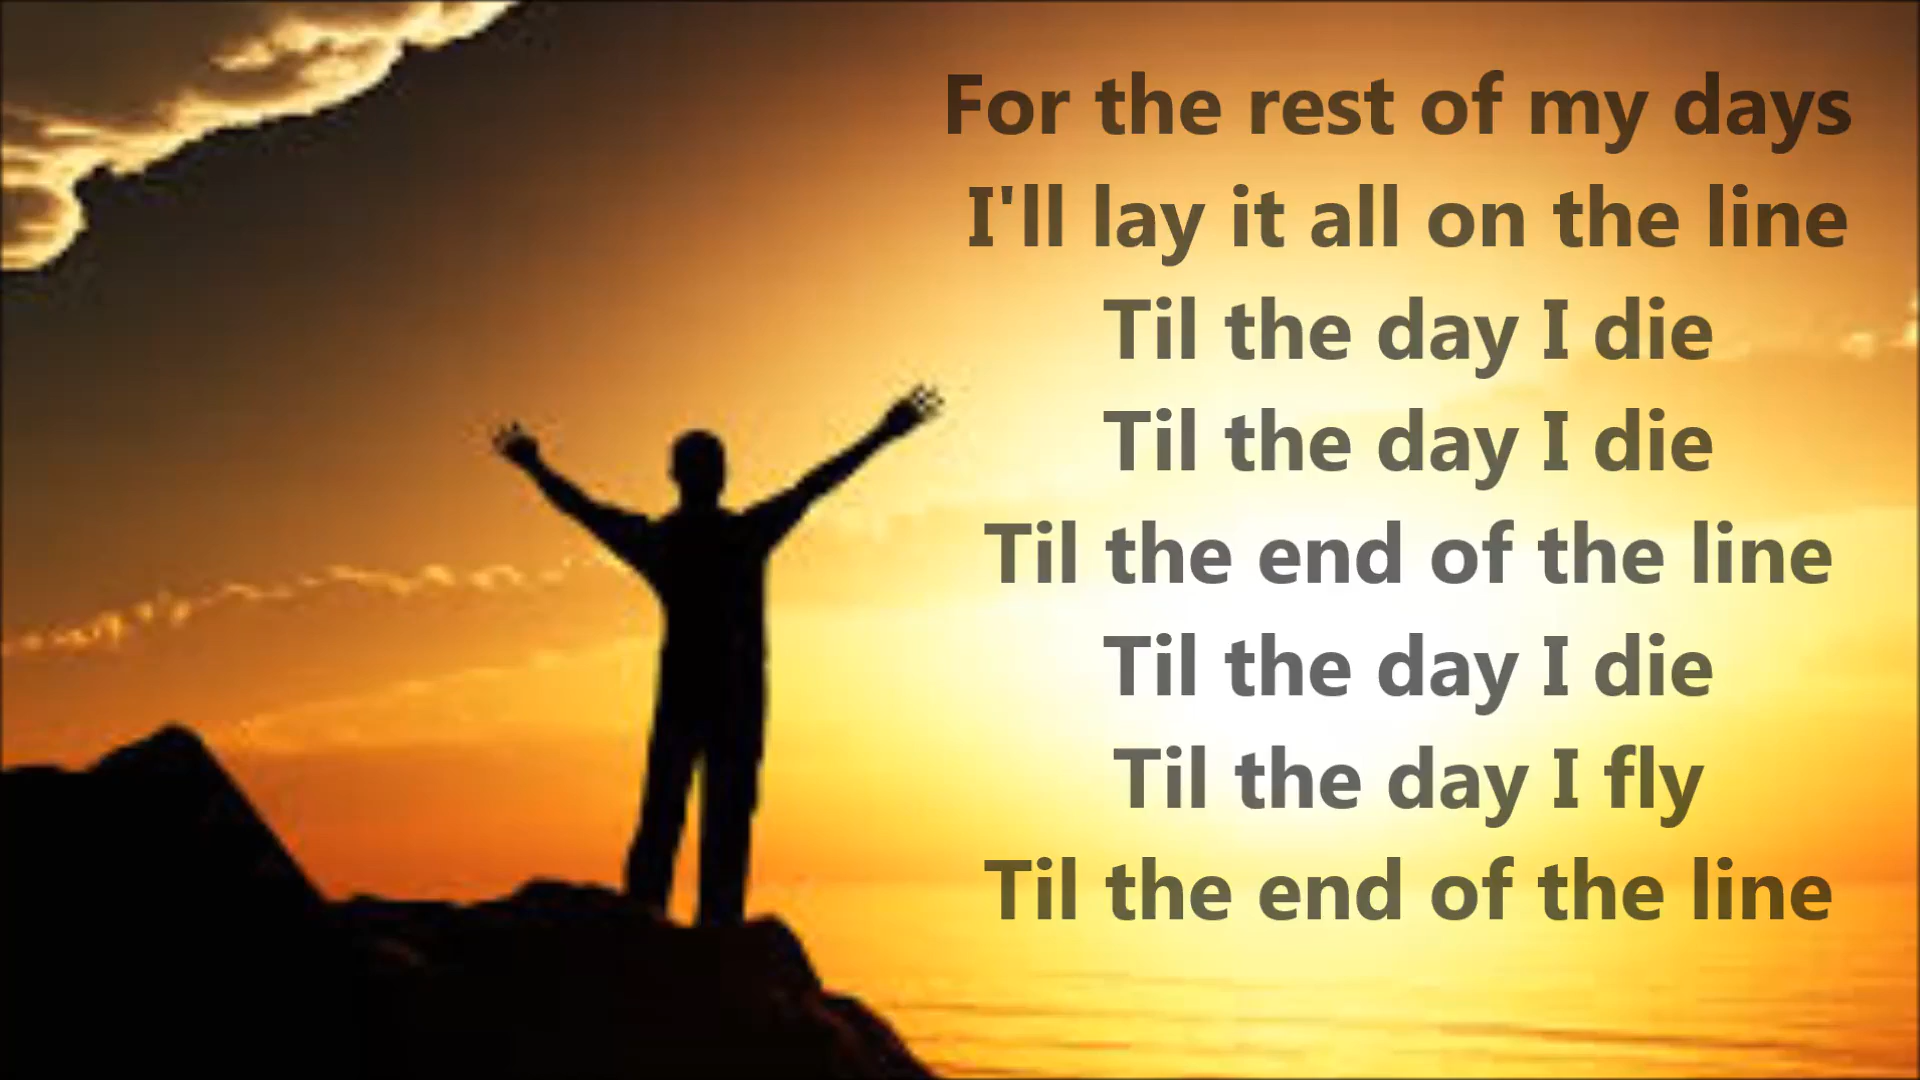 For the rest of my days
I'll lay it all on the line
Til the day I die
Til the day I die
Til the end of the line
Til the day I die
Til the day I fly
Til the end of the line